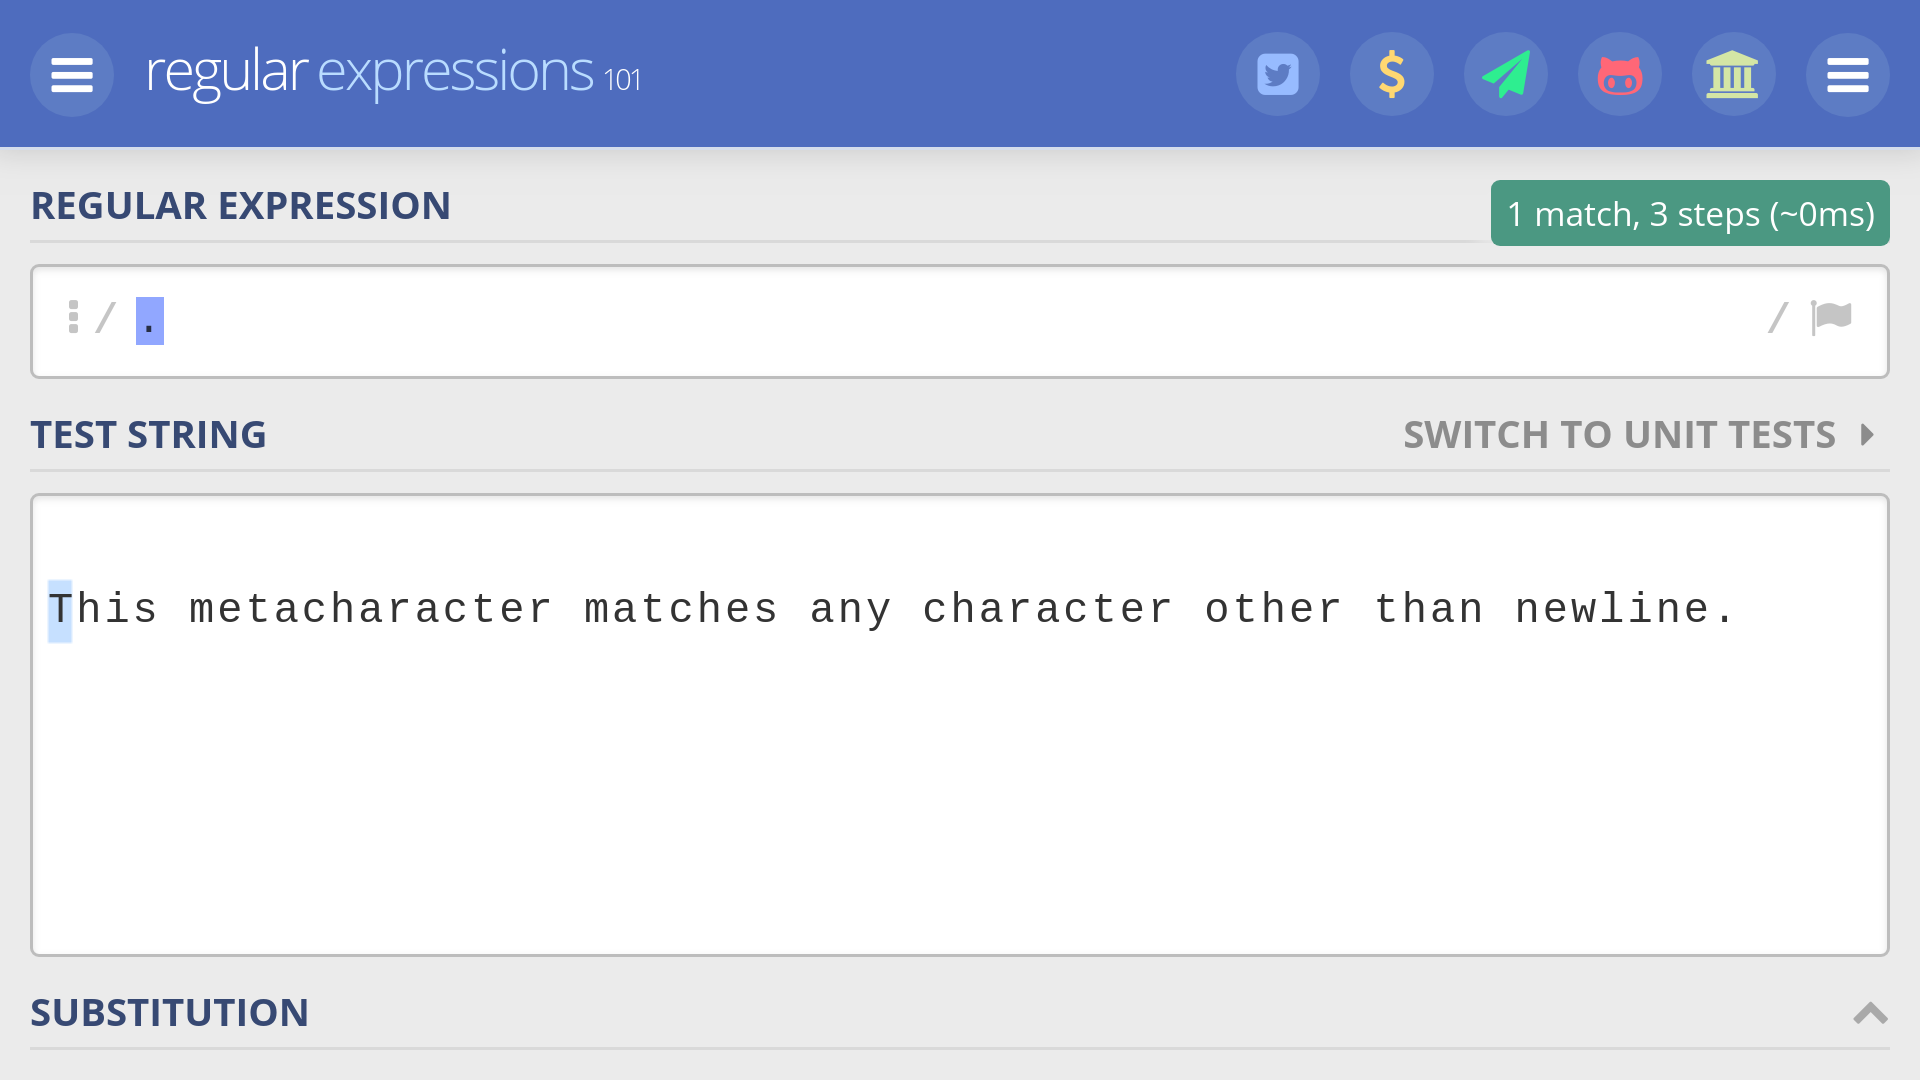 regular expressions 101
REGULAR EXPRESSION
1 match, 3 steps (~0ms)
/ . /
TEST STRING
SWITCH TO UNIT TESTS
This metacharacter matches any character other than newline.
SUBSTITUTION